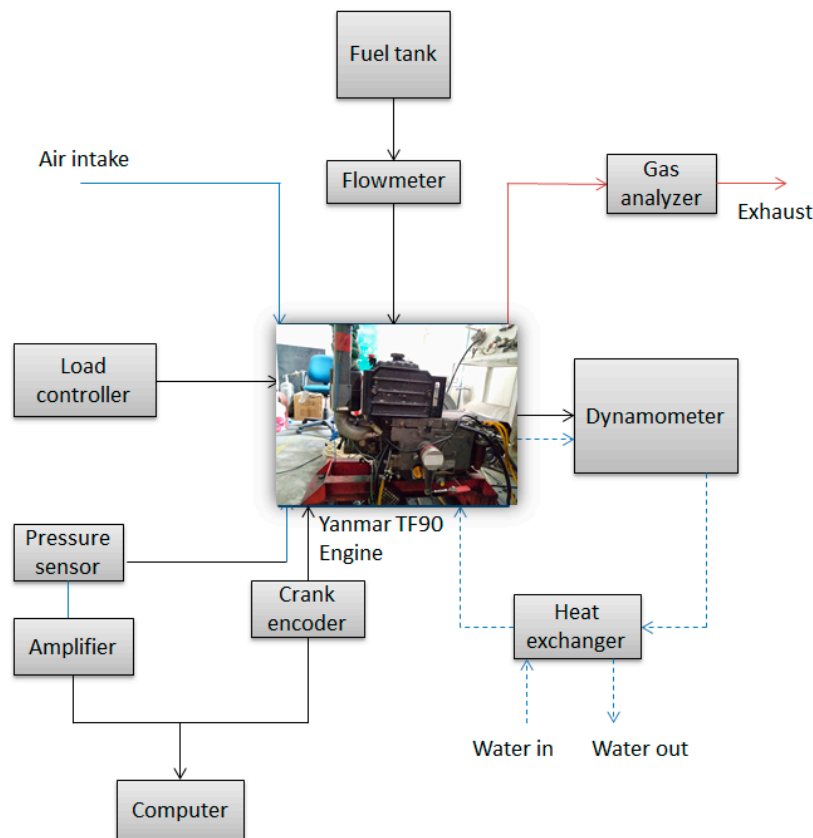 Fuel tank
Air intake
Flowmeter
Gas
analyzer
Exhaust
Load
controller
Dynamometer
Yanmar TF90
Engine
Pressure
sensor
Crank
encoder
Heat
exchanger
Amplifier
Water in
Water out
Computer